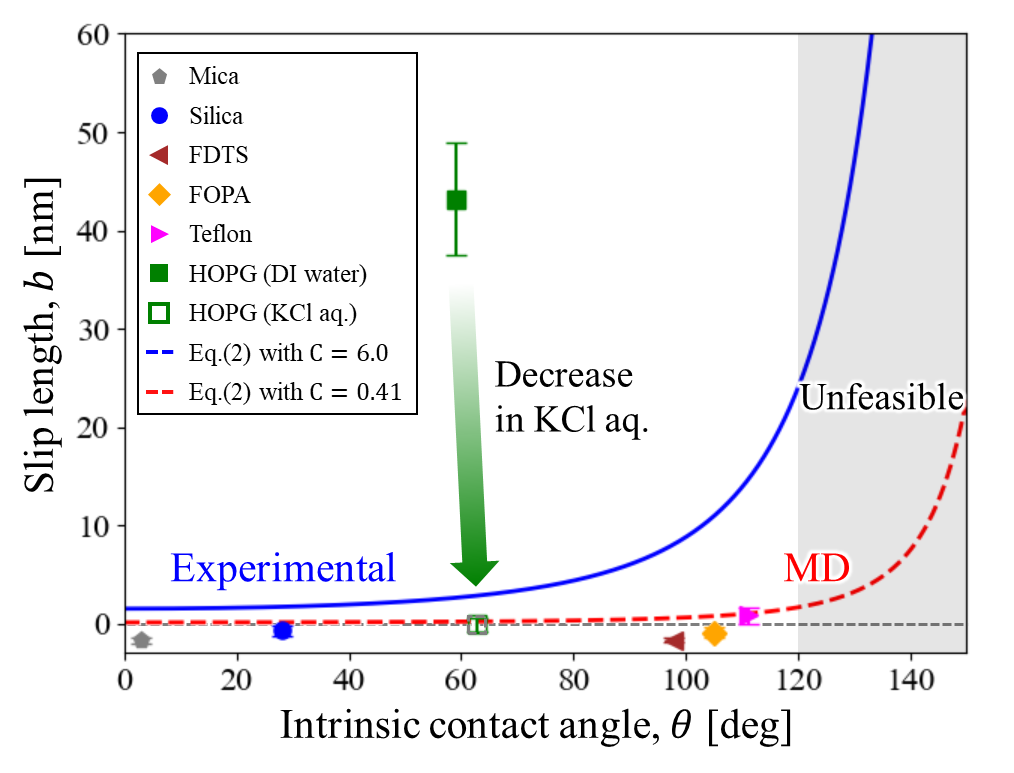 60
50
40
30
20
10
0
Slip length, b [nm]
Mica
Silica
FDTS
FOPA
Teflon
HOPG (DI water)
HOPG (KCl aq.)
Eq.(2) with C = 6.0
Eq.(2) with C = 0.41
Decrease
in KCl aq.
Unfeasible
Experimental
MD
0 20 40 60 80 100 120 140
Intrinsic contact angle, θ [deg]